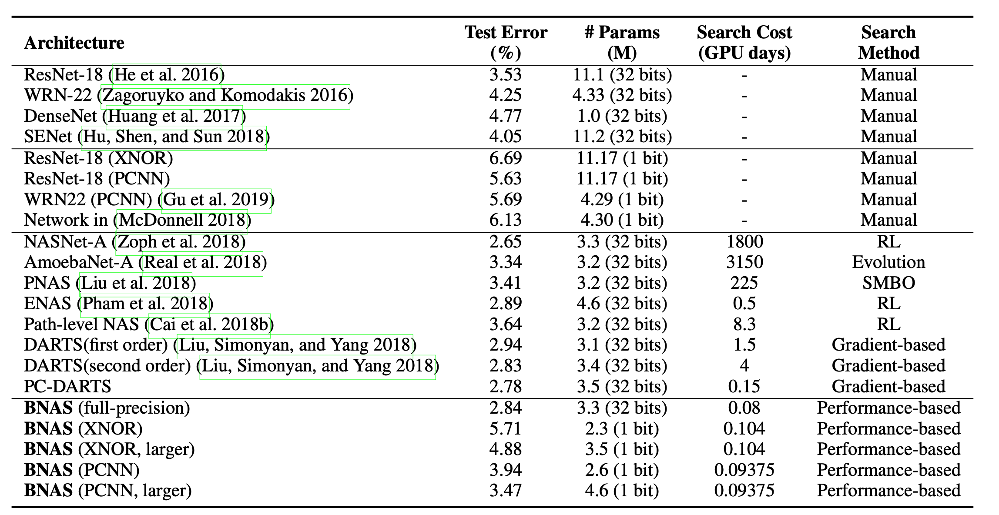 Architecture Test Error (%) # Params (M) Search Cost (GPU days) Search Method
ResNet-18 (He et al. 2016) 3.53 11.1 (32 bits) - Manual
WRN-22 (Zagoruyko and Komodakis 2016) 4.25 4.33 (32 bits) - Manual
DenseNet (Huang et al. 2017) 4.77 1.0 (32 bits) - Manual
SENet (Hu, Shen, and Sun 2018) 4.05 11.2 (32 bits) - Manual
ResNet-18 (XNOR) 6.69 11.17 (1 bit) - Manual
ResNet-18 (PCNN) 5.63 11.17 (1 bit) - Manual
WRN22 (PCNN) (Gu et al. 2019) 5.69 4.29 (1 bit) - Manual
Network in (McDonnell 2018) 6.13 4.30 (1 bit) - Manual
NASNet-A (Zoph et al. 2018) 2.65 3.3 (32 bits) 1800 RL
AmoebaNet-A (Real et al. 2018) 3.34 3.2 (32 bits) 3150 Evolution
PNAS (Liu et al. 2018) 3.41 3.2 (32 bits) 225 SMBO
ENAS (Pham et al. 2018) 2.89 4.6 (32 bits) 0.5 RL
Path-level NAS (Cai et al. 2018b) 3.64 3.2 (32 bits) 8.3 RL
DARTS(first order) (Liu, Simonyan, and Yang 2018) 2.94 3.1 (32 bits) 1.5 Gradient-based
DARTS(second order) (Liu, Simonyan, and Yang 2018) 2.83 3.4 (32 bits) 4 Gradient-based
PC-DARTS 2.78 3.5 (32 bits) 0.15 Gradient-based
BNAS (full-precision) 2.84 3.3 (32 bits) 0.08 Performance-based
BNAS (XNOR) 5.71 2.3 (1 bit) 0.104 Performance-based
BNAS (XNOR, larger) 4.88 3.5 (1 bit) 0.104 Performance-based
BNAS (PCNN) 3.94 2.6 (1 bit) 0.09375 Performance-based
BNAS (PCNN, larger) 3.47 4.6 (1 bit) 0.09375 Performance-based